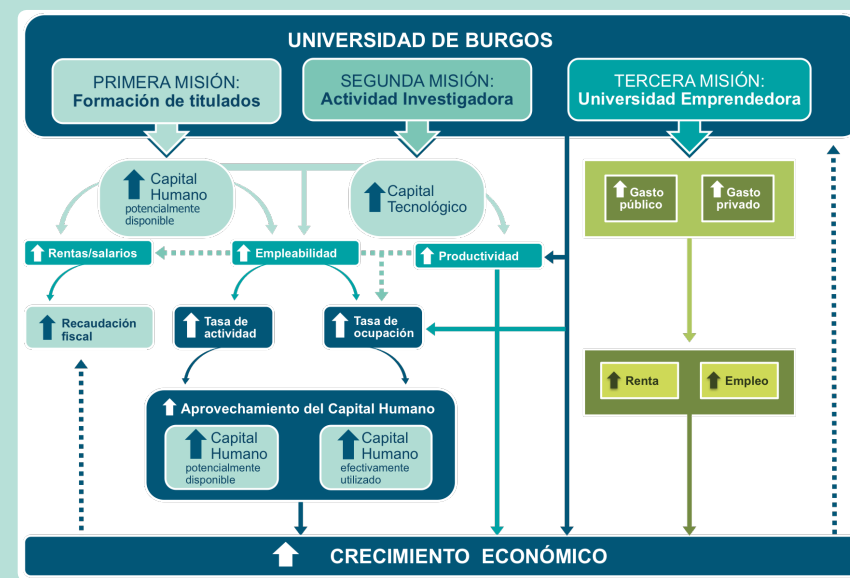 UNIVERSIDAD DE BURGOS
PRIMERA MISIÓN:
Formación de titulados
SEGUNDA MISIÓN:
Actividad Investigadora
TERCERA MISIÓN:
Universidad Emprendedora
Capital
Humano
potencialmente
disponible
Capital
Tecnológico
Gasto
público
Gasto
privado
Rentas/salarios
Empleabilidad
Productividad
Recaudación
fiscal
Tasa de
actividad
Tasa de
ocupación
Renta
Empleo
Aprovechamiento del Capital Humano
Capital
Humano
potencialmente
disponible
Capital
Humano
efectivamente
utilizado
CRECIMIENTO ECONÓMICO